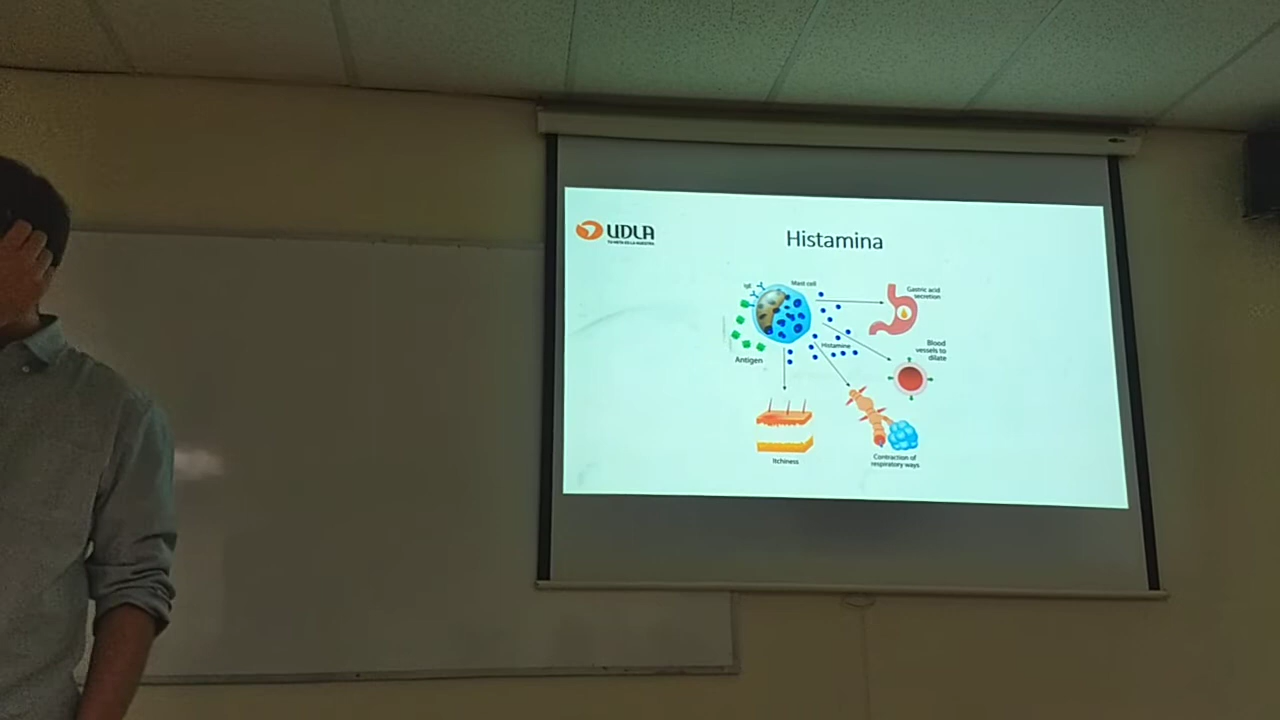 UDLA
Histamina
IgE
Mast cell
Gastric acid
secretion
Histamine
Blood
vessels to
dilate
Antigen
Itchiness
Contraction of
respiratory ways